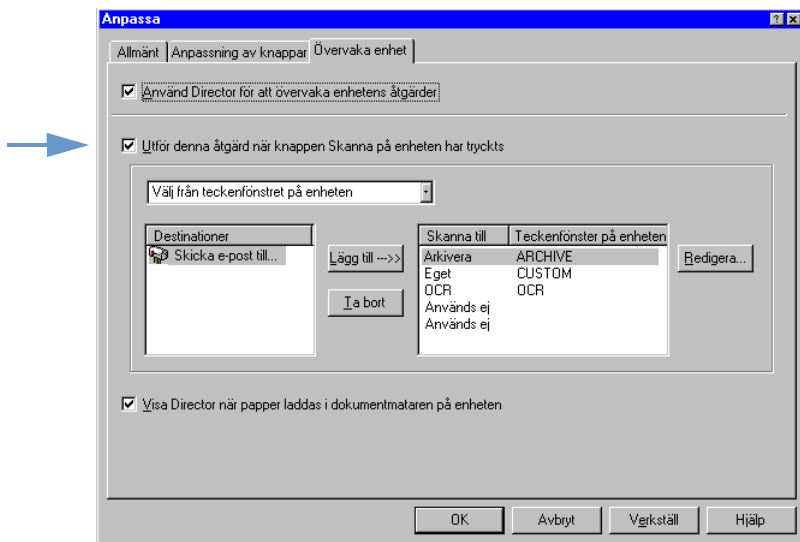 Anpassa
Allmänt Anpassning av knappar Övervaka enhet
Använd Director för att övervaka enhetens åtgärder
Utför denna åtgärd när knappen Skanna på enheten har tryckts
Välj från teckenfönstret på enheten
Destinationer
Skicka e-post till...
Lägg till --->>
Ta bort
Skanna till Teckenfönster på enheten
Arkivera ARCHIVE
Eget CUSTOM
OCR OCR
Används ej
Används ej
Redigera...
Visa Director när papper laddas i dokumentmataren på enheten
OK Avbryt Verkställ Hjälp